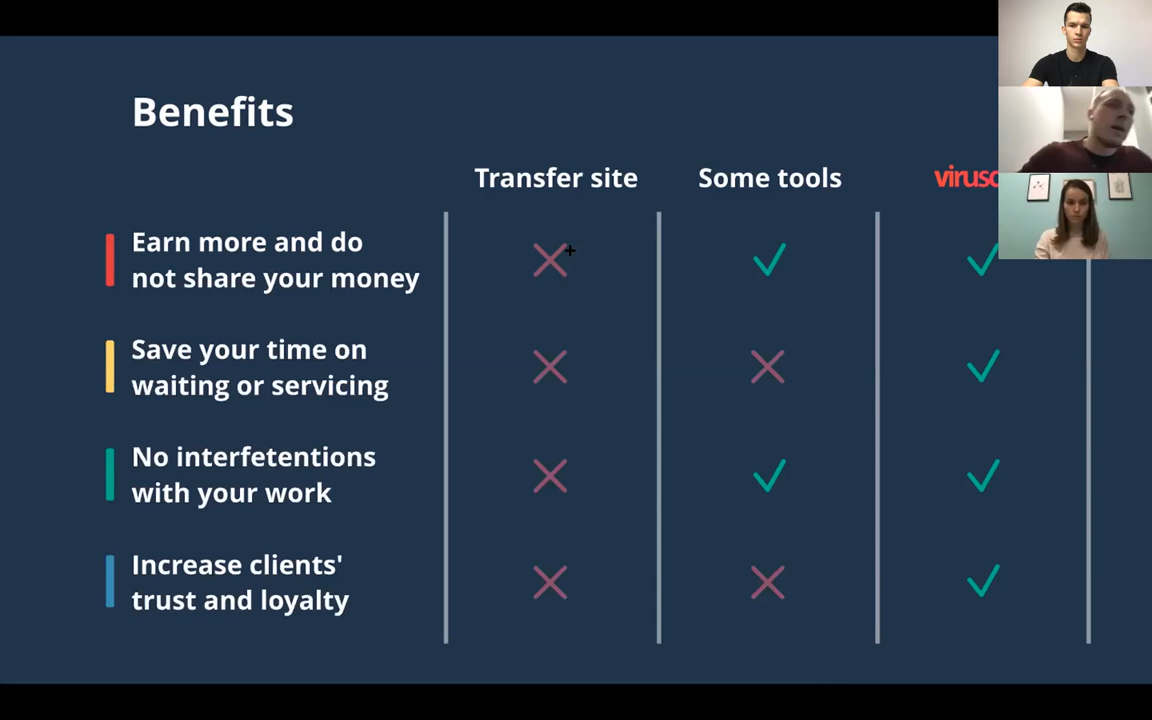 Benefits
Transfer site Some tools
Earn more and do
not share your money
Save your time on
waiting or servicing
No interfetentions
with your work
Increase clients'
trust and loyalty